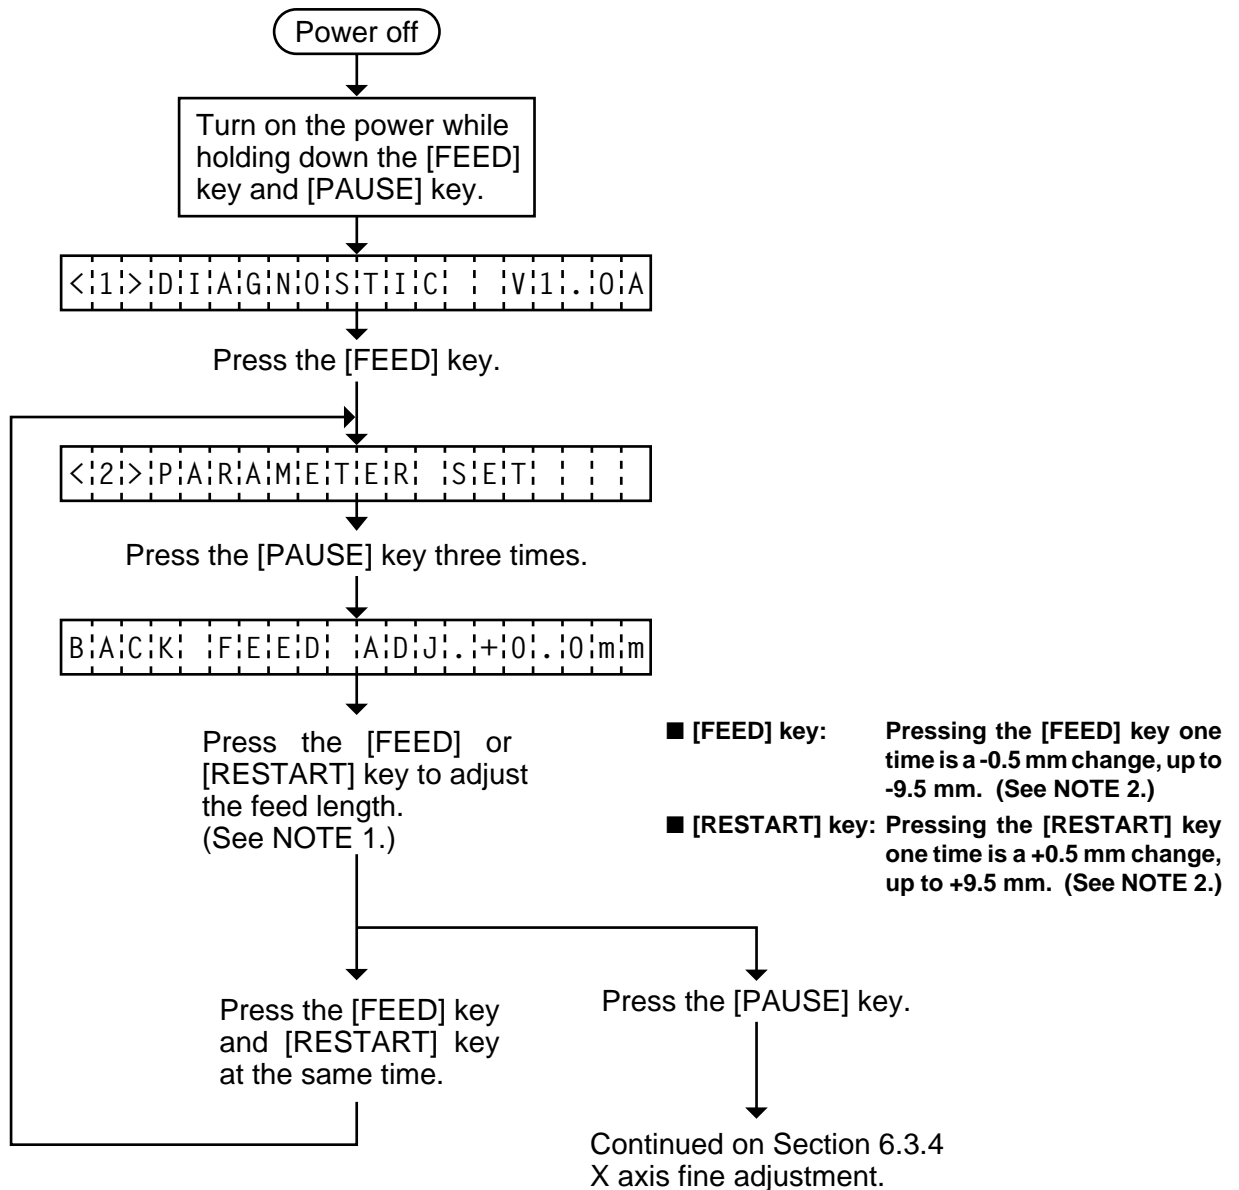 Power off
Turn on the power while
holding down the [FEED]
key and [PAUSE] key.
<1>DIAGNOSTIC  V1.0A
Press the [FEED] key.
<2>PARAMETER SET
Press the [PAUSE] key three times.
BACK FEED ADJ.+0.0mm
Press the [FEED] or
[RESTART] key to adjust
the feed length.
(See NOTE 1.)
■ [FEED] key: Pressing the [FEED] key one
time is a -0.5 mm change, up to
-9.5 mm. (See NOTE 2.)
■ [RESTART] key: Pressing the [RESTART] key
one time is a +0.5 mm change,
up to +9.5 mm. (See NOTE 2.)
Press the [FEED] key
and [RESTART] key
at the same time.
Press the [PAUSE] key.
Continued on Section 6.3.4
X axis fine adjustment.